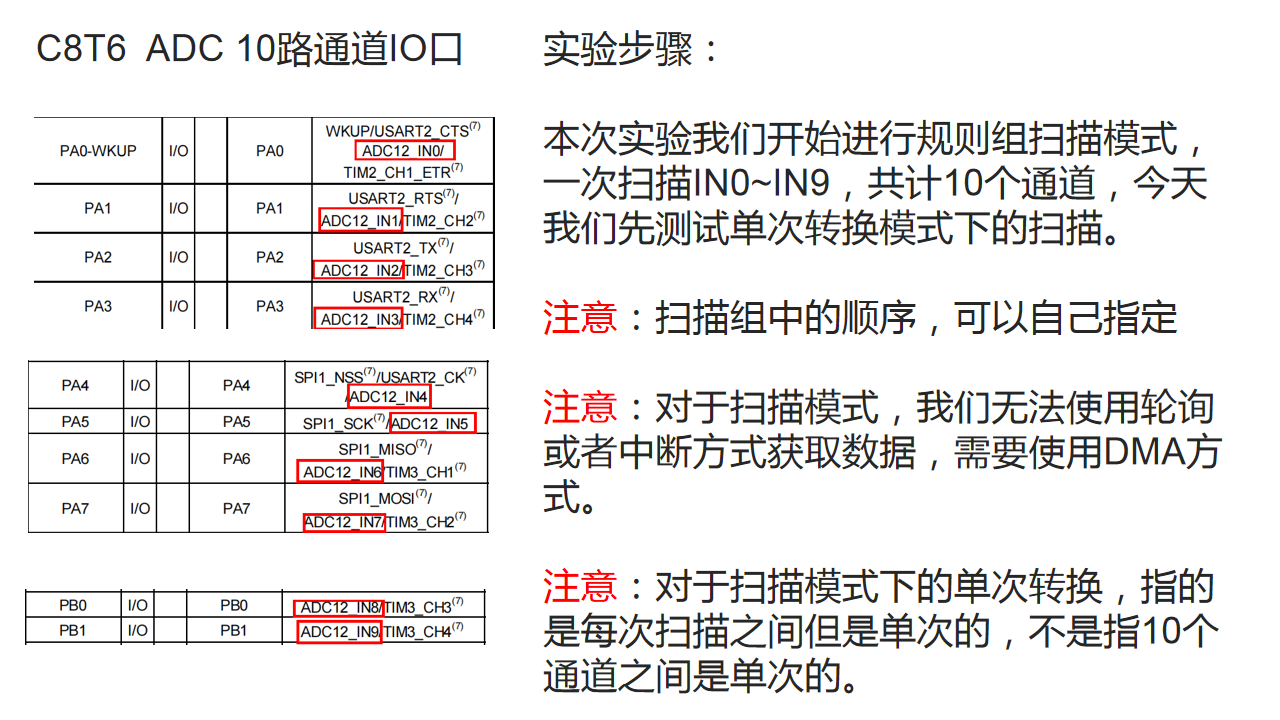 C8T6  ADC 10路通道IO口
PA0-WKUP I/O PA0 WKUP/USART2_CTS(7)
ADC12_IN0/
TIM2_CH1_ETR(7)
PA1 I/O PA1 USART2_RTS(7)/
ADC12_IN1/TIM2_CH2(7)
PA2 I/O PA2 USART2_TX(7)/
ADC12_IN2/TIM2_CH3(7)
PA3 I/O PA3 USART2_RX(7)/
ADC12_IN3/TIM2_CH4(7)
PA4 I/O PA4 SPI1_NSS(7)/USART2_CK(7)
/ADC12_IN4
PA5 I/O PA5 SPI1_SCK(7)/ADC12_IN5
PA6 I/O PA6 SPI1_MISO(7)/
ADC12_IN6/TIM3_CH1(7)
PA7 I/O PA7 SPI1_MOSI(7)/
ADC12_IN7/TIM3_CH2(7)
PB0 I/O PB0 ADC12_IN8/TIM3_CH3(7)
PB1 I/O PB1 ADC12_IN9/TIM3_CH4(7)
实验步骤：
本次实验我们开始进行规则组扫描模式，
一次扫描IN0~IN9，共计10个通道，今天
我们先测试单次转换模式下的扫描。
注意：扫描组中的顺序，可以自己指定
注意：对于扫描模式，我们无法使用轮询
或者中断方式获取数据，需要使用DMA方
式。
注意：对于扫描模式下的单次转换，指的
是每次扫描之间但是单次的，不是指10个
通道之间是单次的。